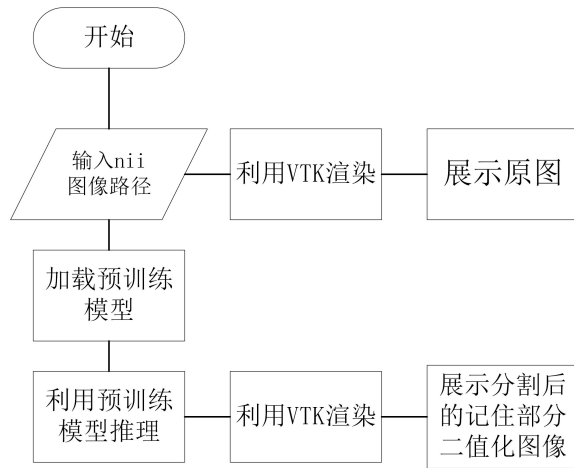 开始
输入nii
图像路径
利用VTK渲染
展示原图
加载预训练
模型
利用预训练
模型推理
利用VTK渲染
展示分割后
的记住部分
二值化图像